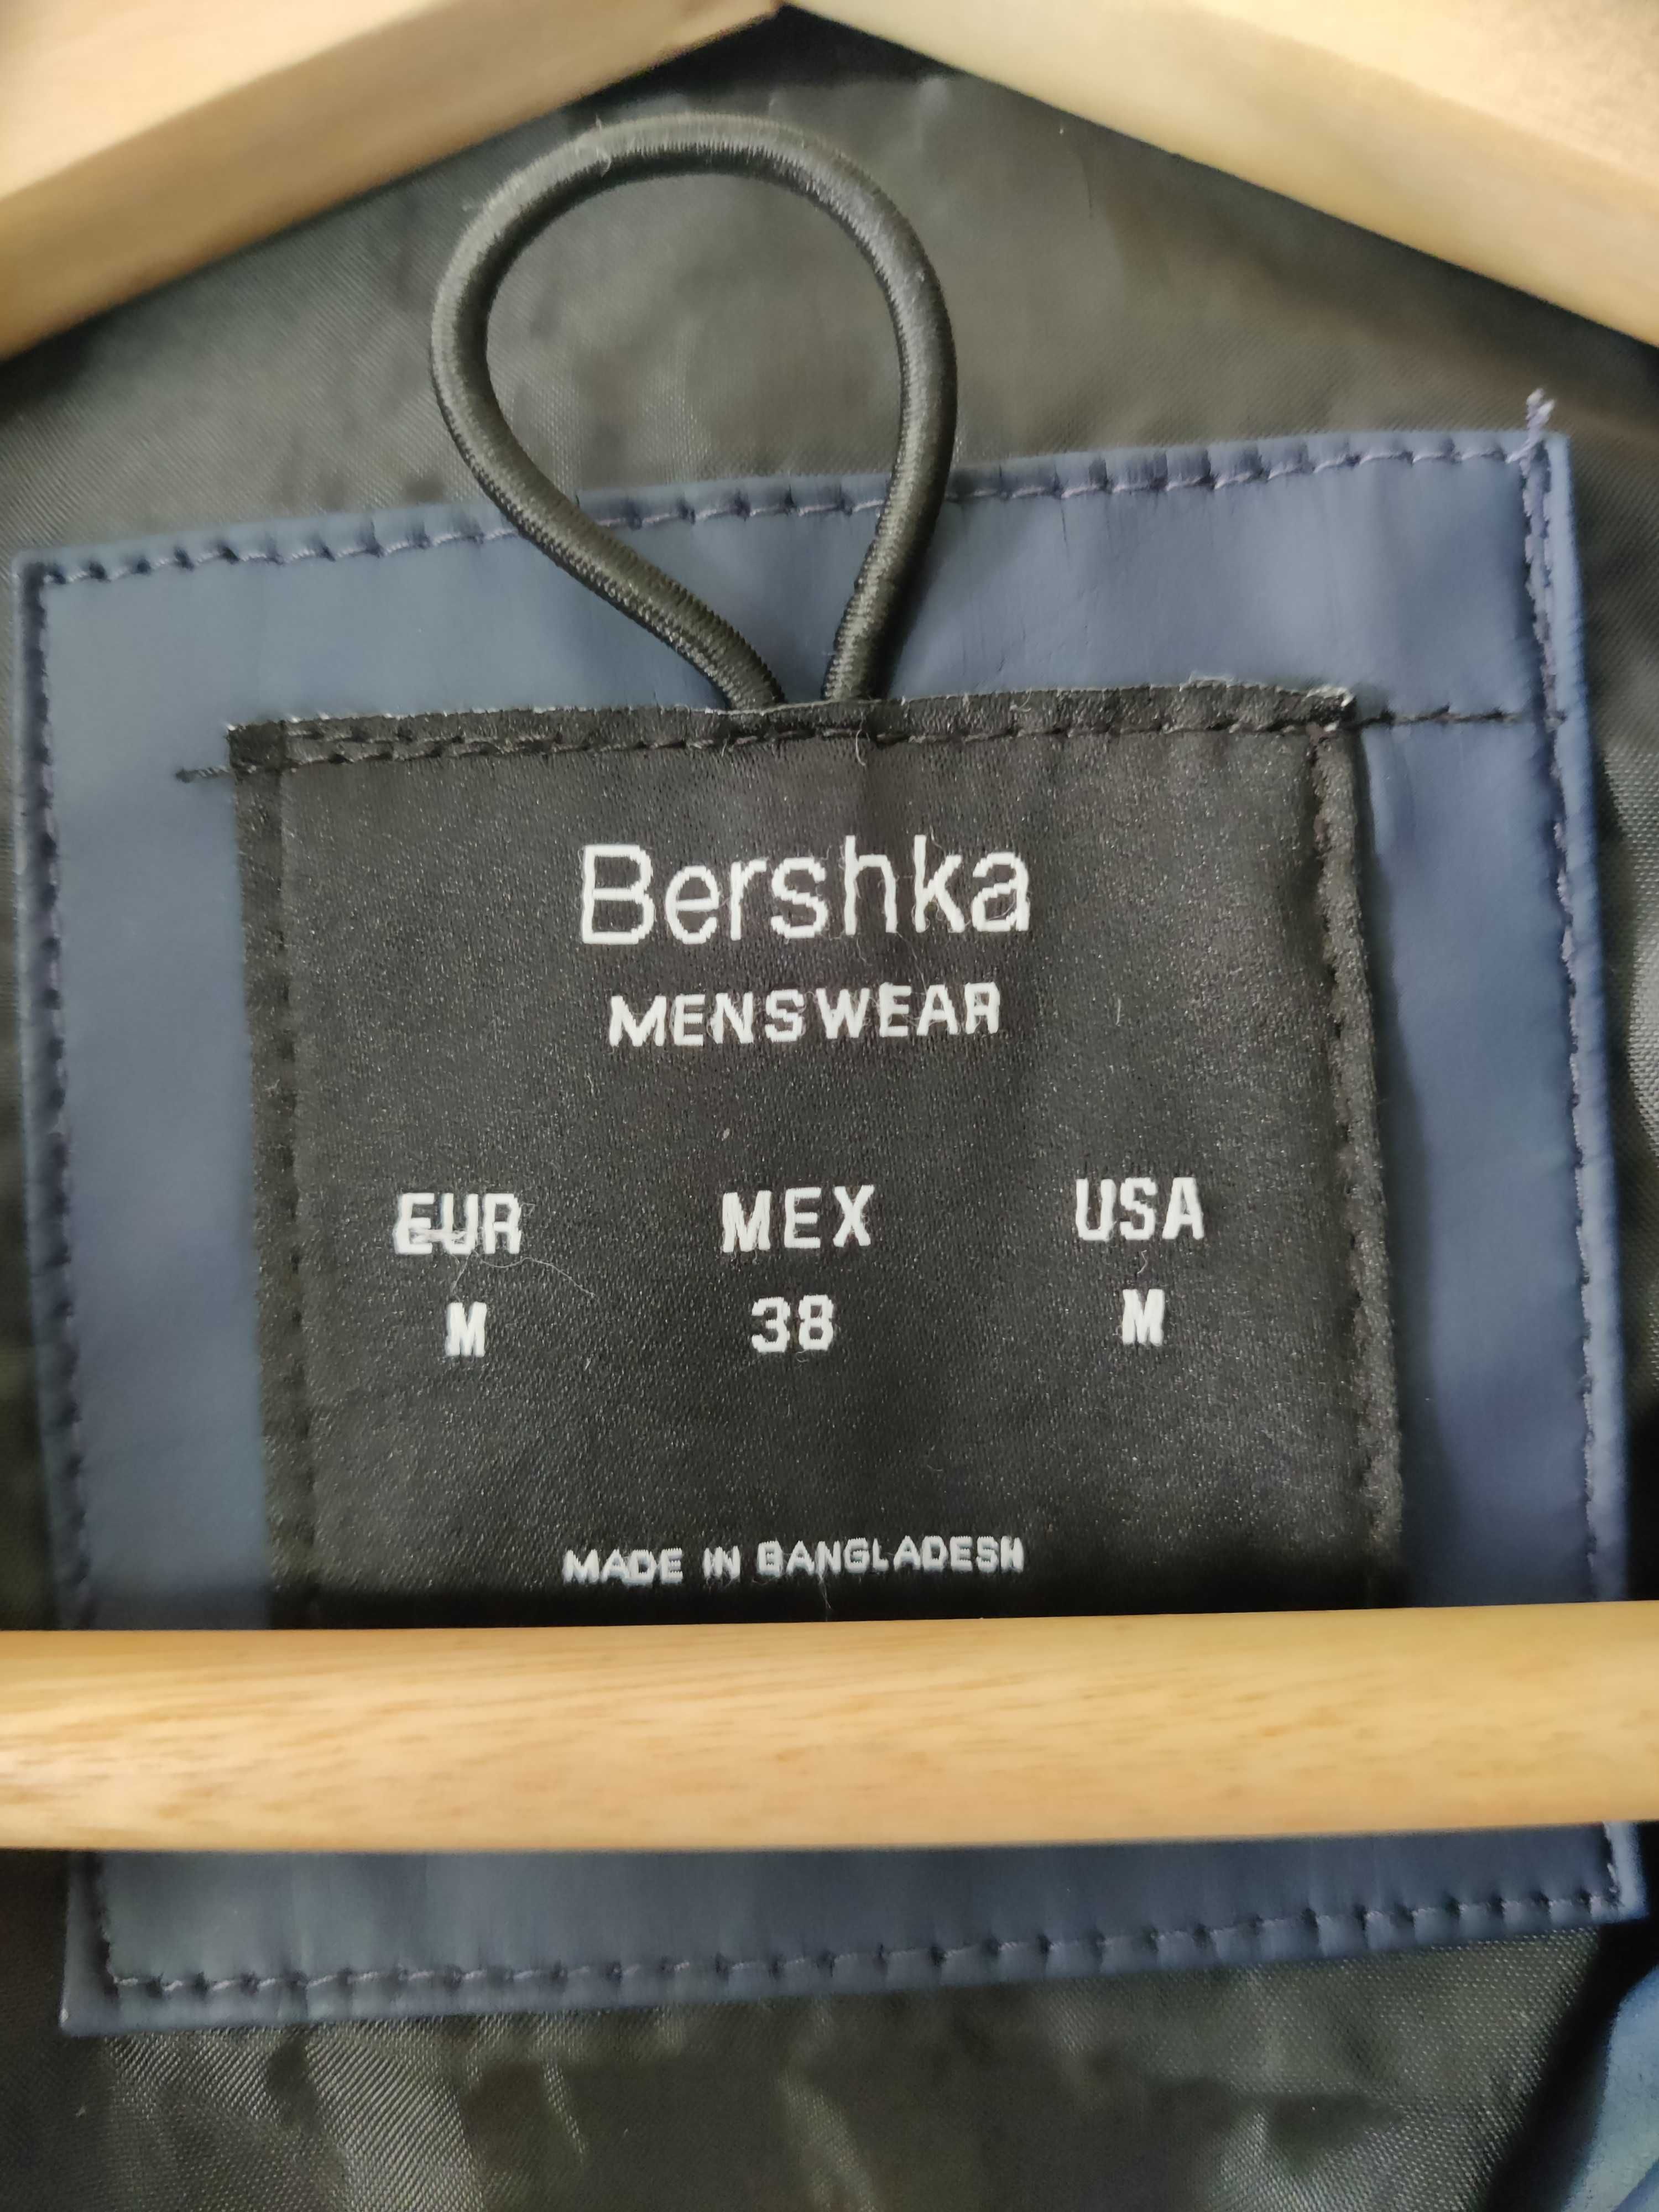 Bershka
MENSWEAR
EUR MEX USA
M 38 M
MADE IN BANGLADESH